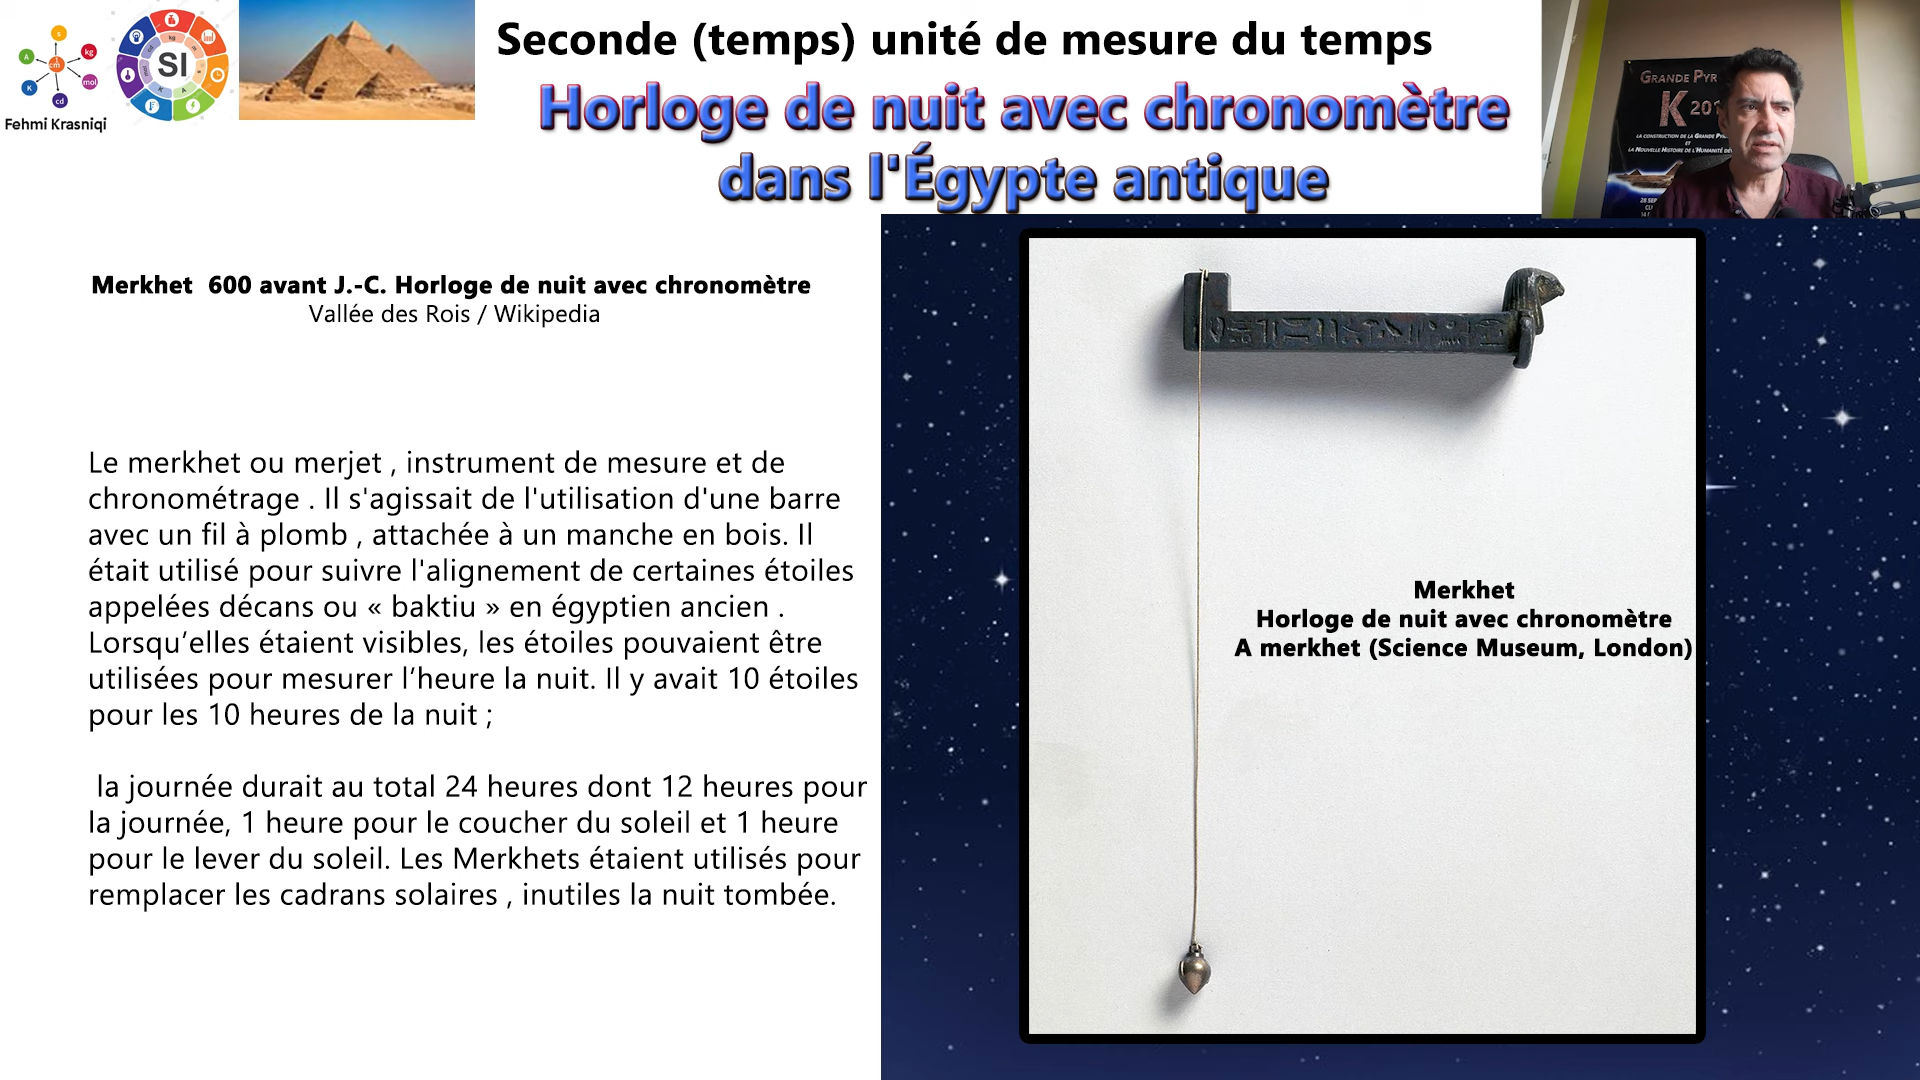 Seconde (temps) unité de mesure du temps
Horloge de nuit avec chronomètre
dans l'Égypte antique
s
A
kg
cm
mol
K
cd
Fehmi Krasniqi
SI
GRANDE PYR
K 201
LA CONSTRUCTION DE LA GRANDE PYR
ET
LA NOUVELLE HISTOIRE DE L'HUMANITÉ DÉ
Merkhet 600 avant J.-C. Horloge de nuit avec chronomètre
Vallée des Rois / Wikipedia
Le merkhet ou merjet , instrument de mesure et de
chronométrage . Il s'agissait de l'utilisation d'une barre
avec un fil à plomb , attachée à un manche en bois. Il
était utilisé pour suivre l'alignement de certaines étoiles
appelées décans ou « baktiu » en égyptien ancien .
Lorsqu’elles étaient visibles, les étoiles pouvaient être
utilisées pour mesurer l’heure la nuit. Il y avait 10 étoiles
pour les 10 heures de la nuit ;
la journée durait au total 24 heures dont 12 heures pour
la journée, 1 heure pour le coucher du soleil et 1 heure
pour le lever du soleil. Les Merkhets étaient utilisés pour
remplacer les cadrans solaires , inutiles la nuit tombée.
Merkhet
Horloge de nuit avec chronomètre
A merkhet (Science Museum, London)